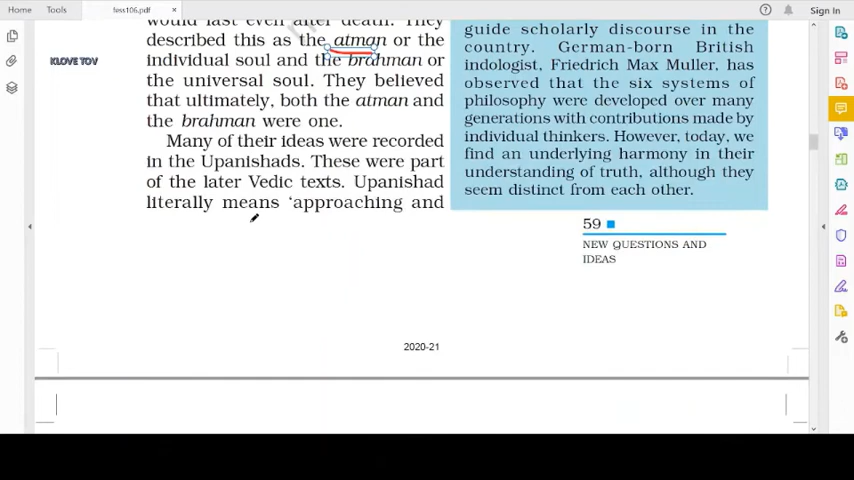 Home
Tools
fess106.pdf
×
Sign In
KLOVE TOV
would last even after death. They
described this as the atman or the
individual soul and the brahman or
the universal soul. They believed
that ultimately, both the atman and
the brahman were one.
Many of their ideas were recorded
in the Upanishads. These were part
of the later Vedic texts. Upanishad
literally means ‘approaching and
guide scholarly discourse in the
country. German-born British
indologist, Friedrich Max Muller, has
observed that the six systems of
philosophy were developed over many
generations with contributions made by
individual thinkers. However, today, we
find an underlying harmony in their
understanding of truth, although they
seem distinct from each other.
59
NEW QUESTIONS AND
IDEAS
2020-21